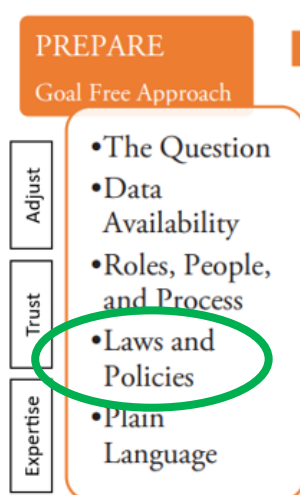 PREPARE
Goal Free Approach
•The Question
•Data
Availability
•Roles, People,
and Process
•Laws and
Policies
•Plain
Language
Adjust
Trust
Expertise